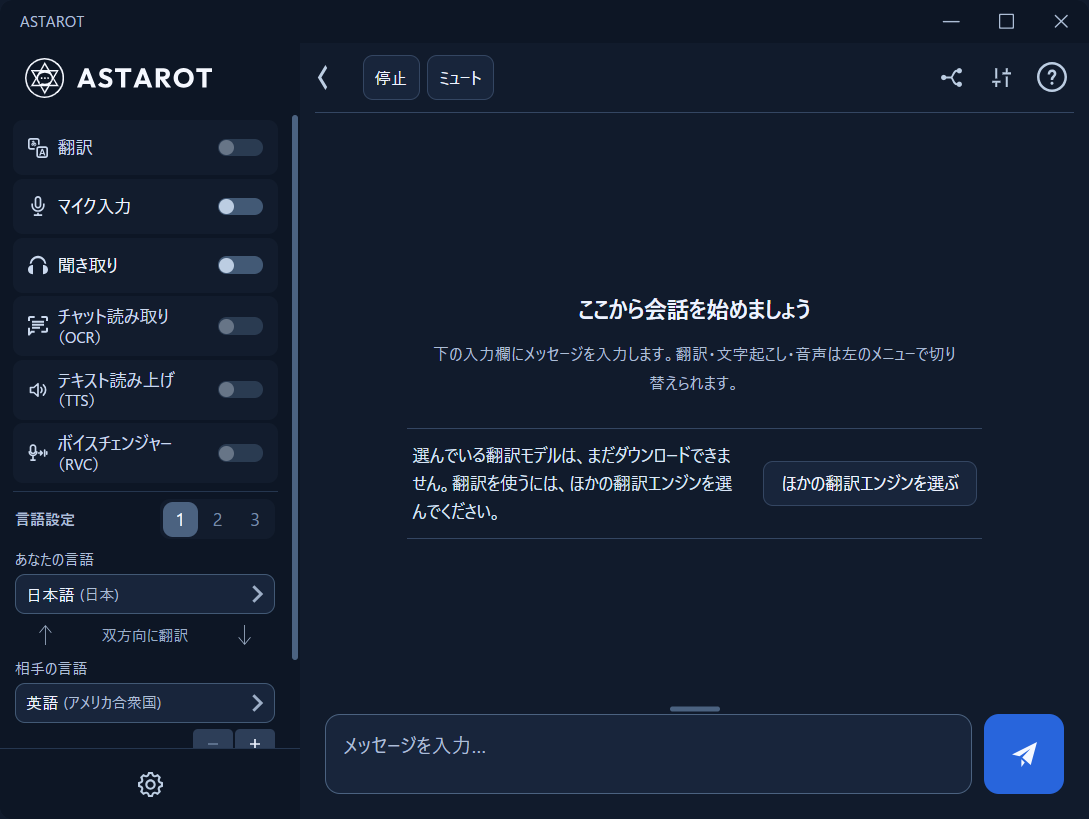 ASTAROT
ASTAROT
翻訳
マイク入力
聞き取り
チャット読み取り
(OCR)
テキスト読み上げ
(TTS)
ボイスチェンジャー
(RVC)
言語設定
1
2
3
あなたの言語
日本語 (日本)
双方向に翻訳
相手の言語
英語 (アメリカ合衆国)
停止
ミュート
ここから会話を始めましょう
下の入力欄にメッセージを入力します。翻訳・文字起こし・音声は左のメニューで切り
替えられます。
選んでいる翻訳モデルは、まだダウンロードできま
せん。翻訳を使うには、ほかの翻訳エンジンを選
んでください。
ほかの翻訳エンジンを選ぶ
メッセージを入力...